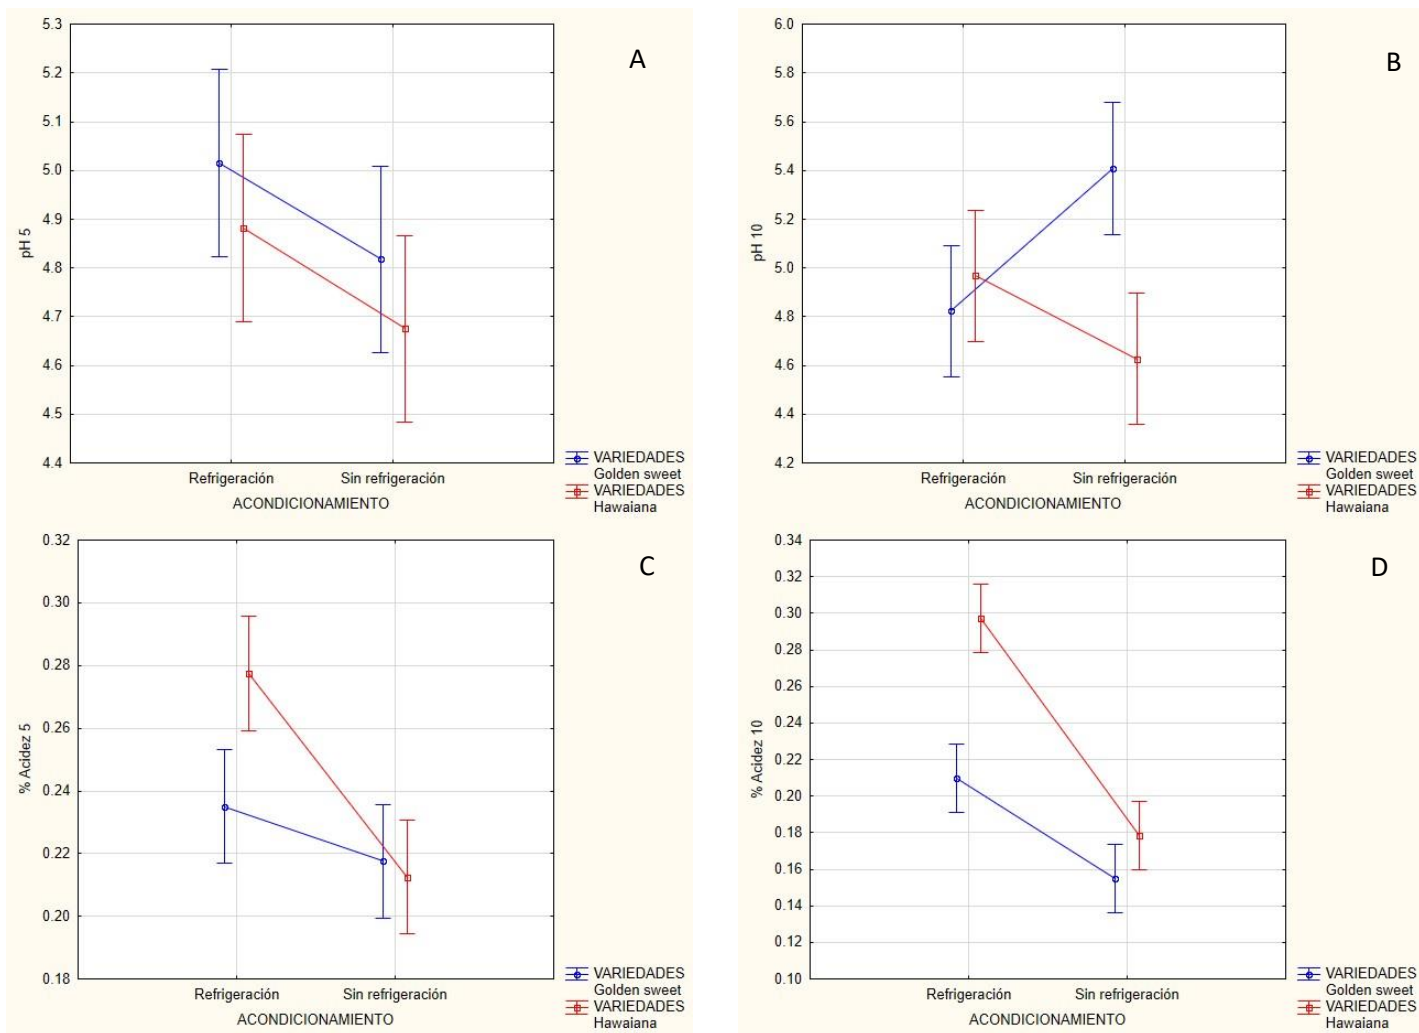 A
5.3
5.2
5.1
5.0
4.9
4.8
4.7
4.6
4.5
4.4
pH 5
Refrigeración Sin refrigeración
ACONDICIONAMIENTO
VARIEDADES
Golden sweet
VARIEDADES
Hawaiana
B
6.0
5.8
5.6
5.4
5.2
5.0
4.8
4.6
4.4
4.2
pH 10
Refrigeración Sin refrigeración
ACONDICIONAMIENTO
VARIEDADES
Golden sweet
VARIEDADES
Hawaiana
C
0.32
0.30
0.28
0.26
0.24
0.22
0.20
0.18
% Acidez 5
Refrigeración Sin refrigeración
ACONDICIONAMIENTO
VARIEDADES
Golden sweet
VARIEDADES
Hawaiana
D
0.34
0.32
0.30
0.28
0.26
0.24
0.22
0.20
0.18
0.16
0.14
0.12
0.10
% Acidez 10
Refrigeración Sin refrigeración
ACONDICIONAMIENTO
VARIEDADES
Golden sweet
VARIEDADES
Hawaiana